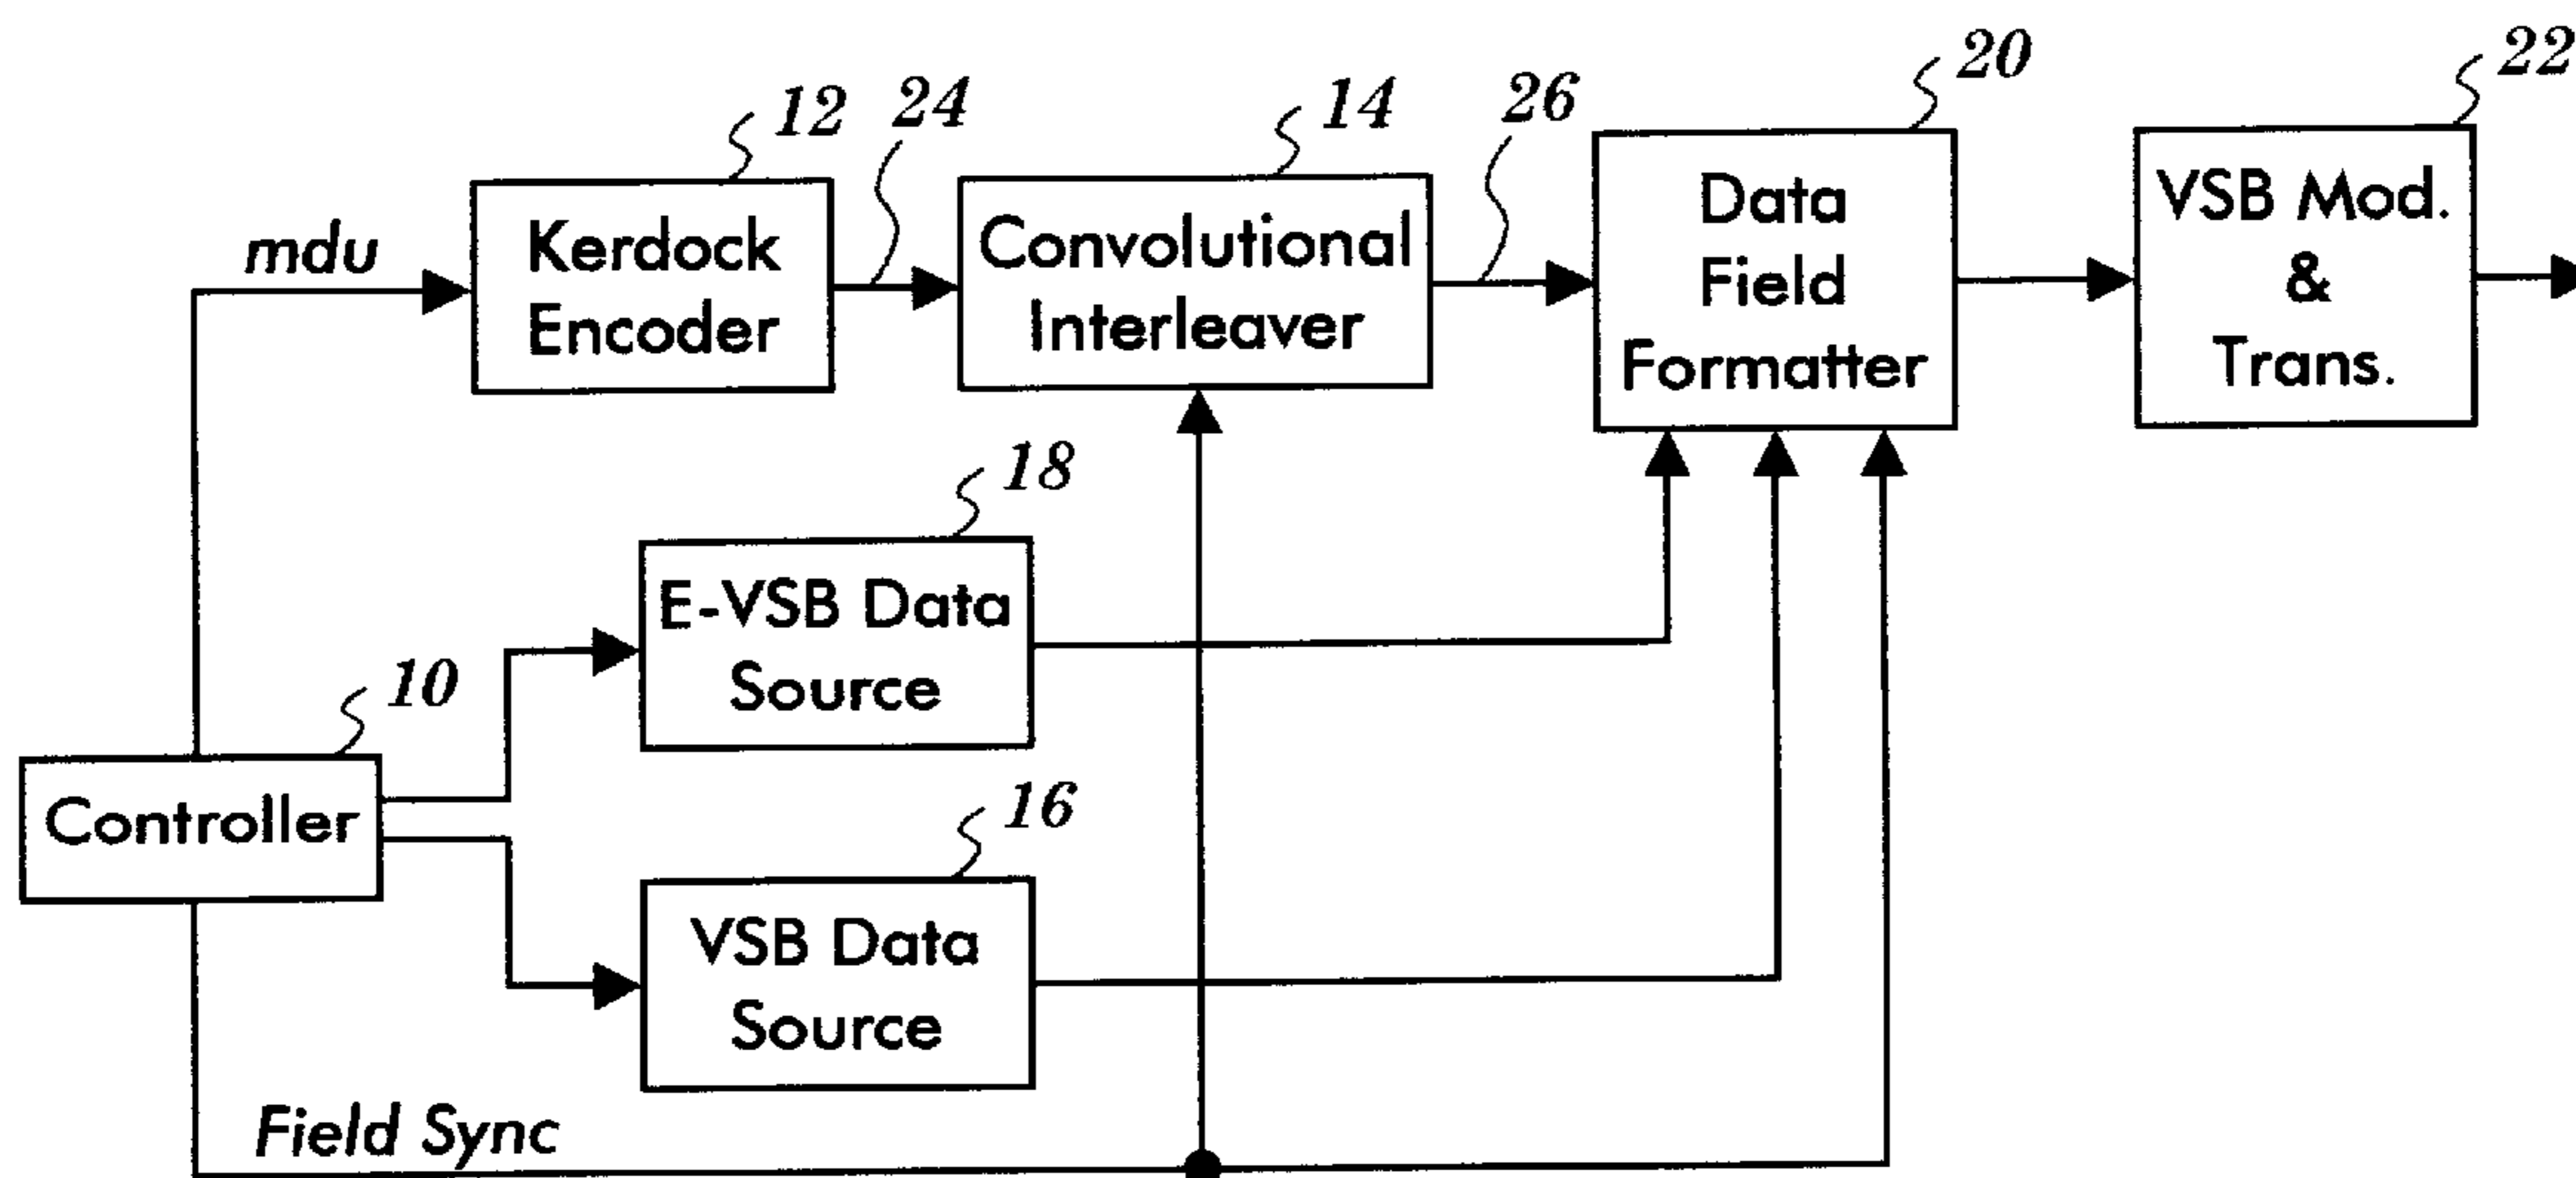 12
24
14
26
20
22
mdu
Kerdock
Encoder
Convolutional
Interleaver
Data
Field
Formatter
VSB Mod.
&
Trans.
18
E-VSB Data
Source
10
Controller
16
VSB Data
Source
Field Sync